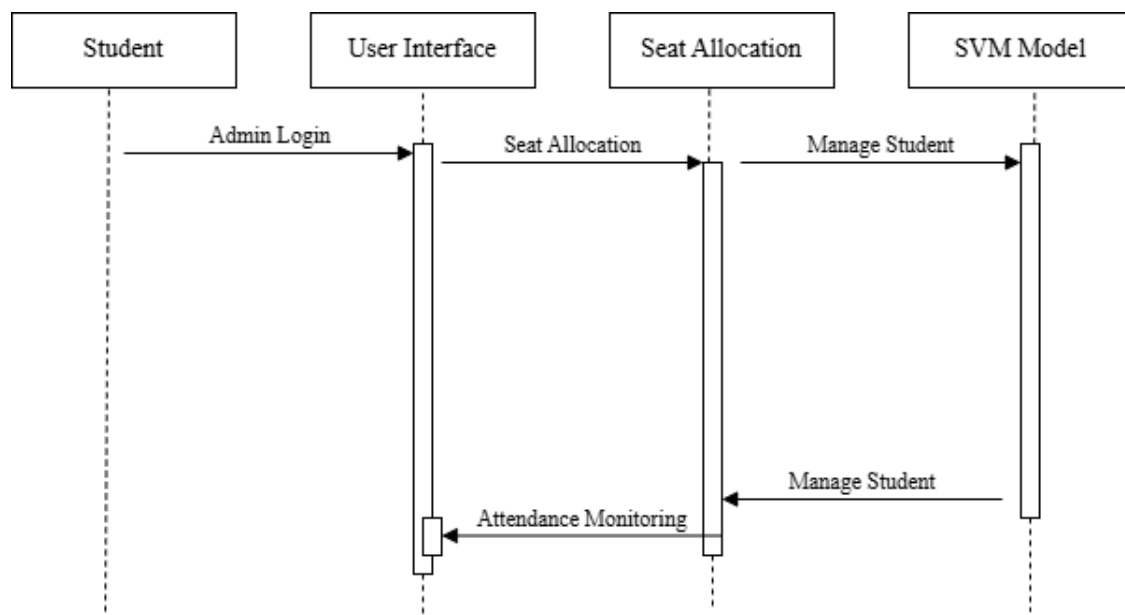 Student
User Interface
Seat Allocation
SVM Model
Admin Login
Seat Allocation
Manage Student
Manage Student
Attendance Monitoring